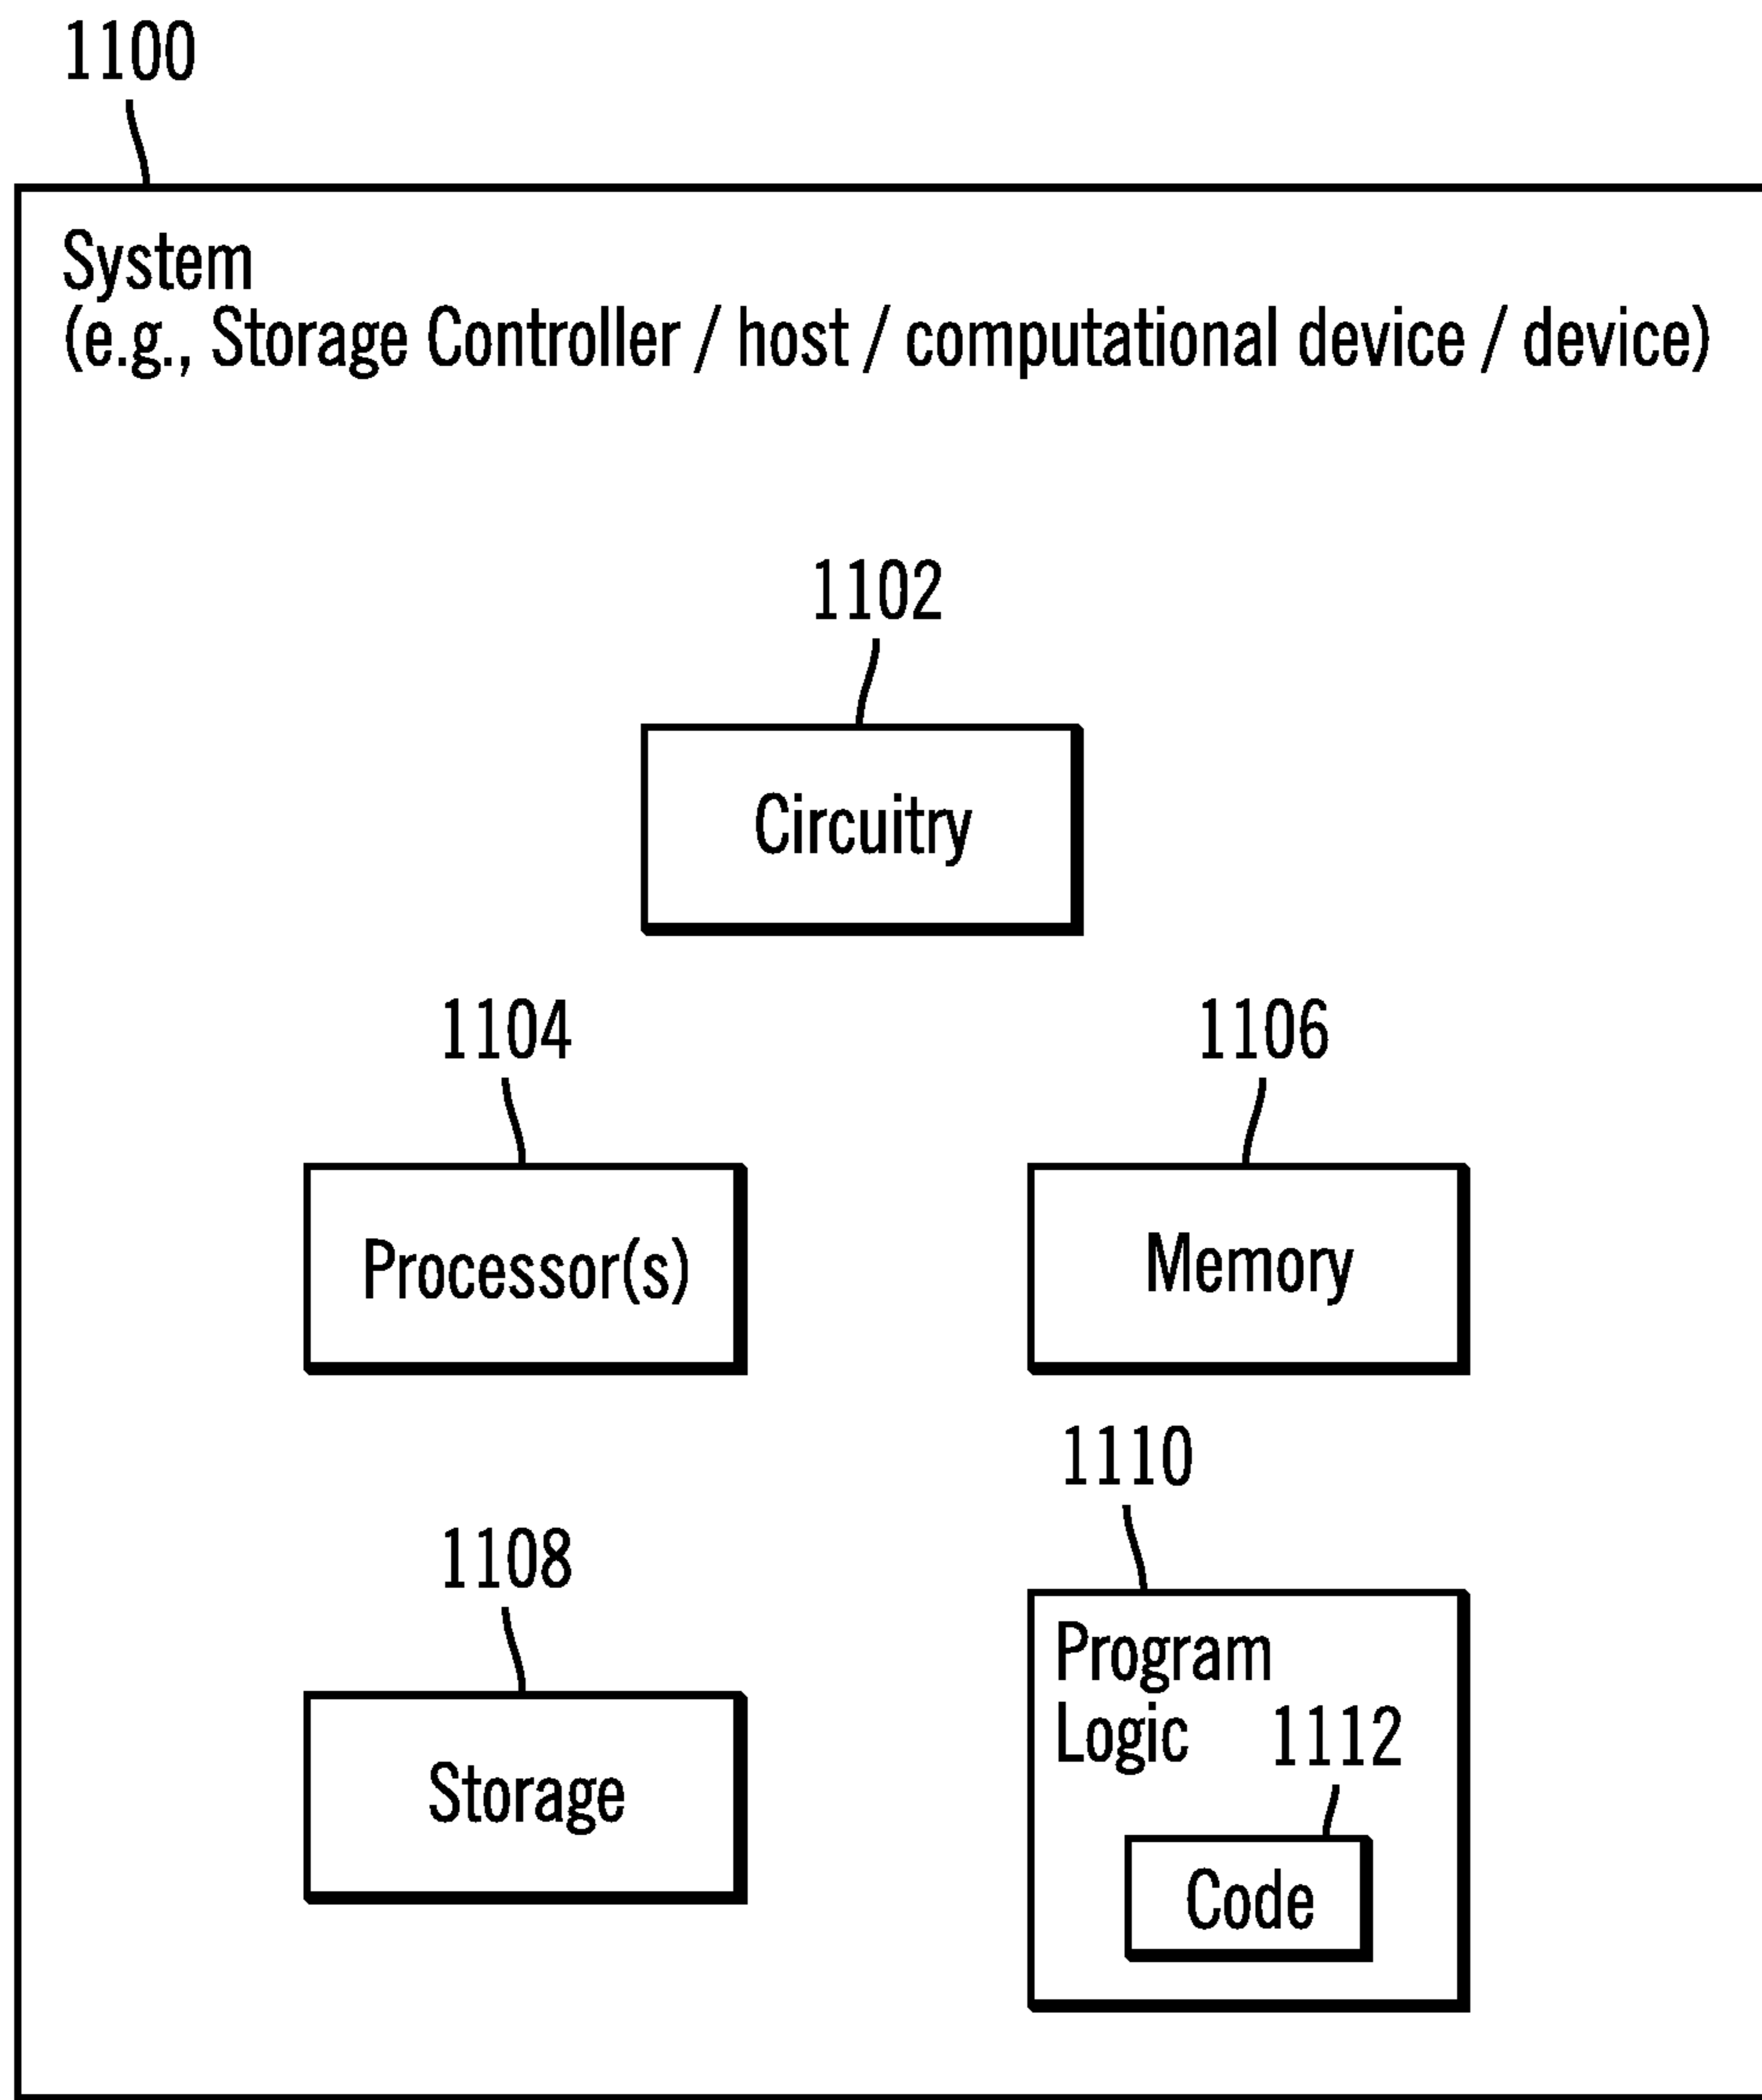 1100
System
(e.g., Storage Controller / host / computational device / device)
1102
Circuitry
1104
1106
Processor(s)
Memory
1110
1108
Program
Logic
1112
Storage
Code